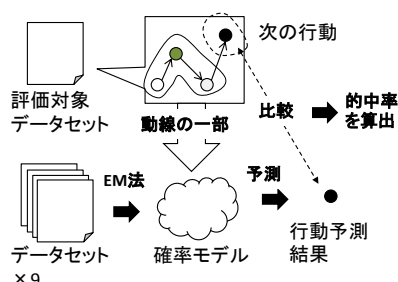 次の行動
評価対象
データセット
動線の一部
比較
的中率
を算出
EM法
予測
データセット
×9
確率モデル
行動予測
結果